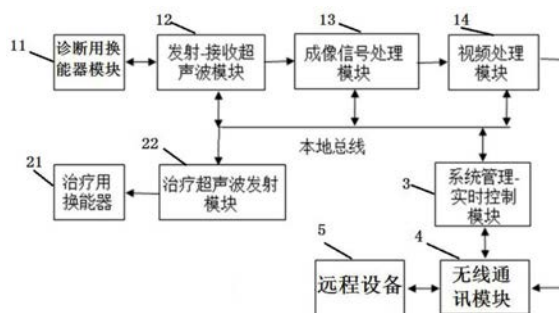 11
诊断用换
能器模块
12
发射-接收超
声波模块
13
成像信号处理
模块
14
视频处理
模块
本地总线
21
治疗用
换能器
22
治疗超声波发射
模块
3
系统管理-
实时控制
模块
5
远程设备
4
无线通
讯模块